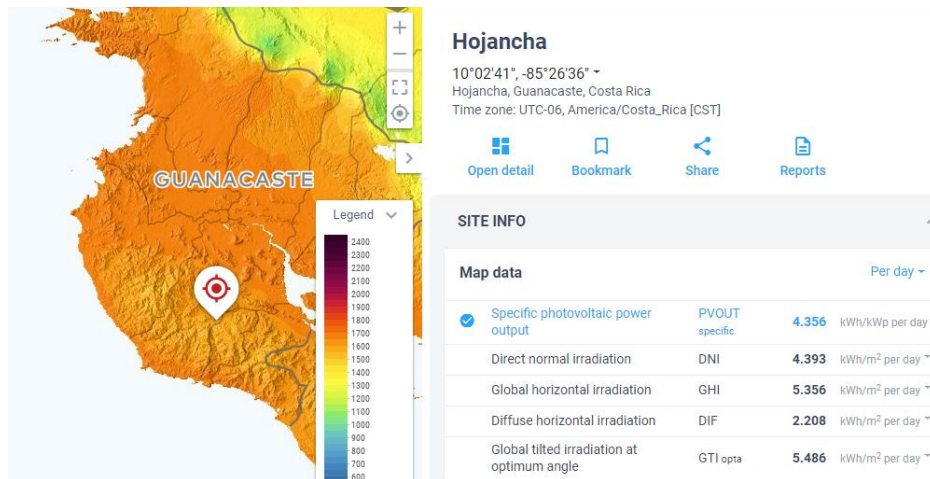 GUANACASTE
Legend
2400
2300
2200
2100
2000
1900
1800
1700
1600
1500
1400
1300
1200
1100
1000
900
800
700
600
Hojancha
10°02'41", -85°26'36"
Hojancha, Guanacaste, Costa Rica
Time zone: UTC-06, America/Costa_Rica [CST]
Open detail Bookmark Share Reports
SITE INFO
Map data Per day
Specific photovoltaic power output PVOUT specific 4.356 kWh/kWp per day
Direct normal irradiation DNI 4.393 kWh/m² per day
Global horizontal irradiation GHI 5.356 kWh/m² per day
Diffuse horizontal irradiation DIF 2.208 kWh/m² per day
Global tilted irradiation at optimum angle GTI opta 5.486 kWh/m² per day